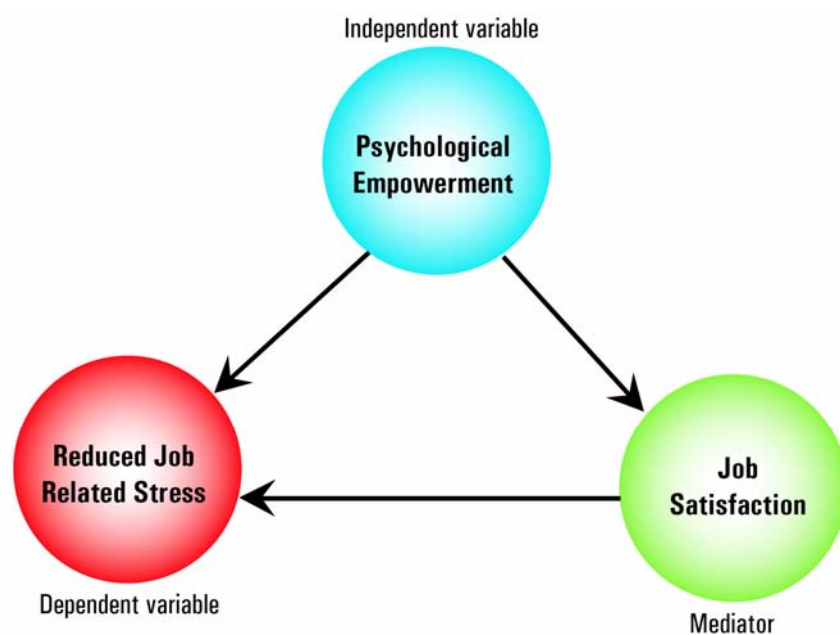 Independent variable
Psychological
Empowerment
Reduced Job
Related Stress
Job
Satisfaction
Dependent variable
Mediator